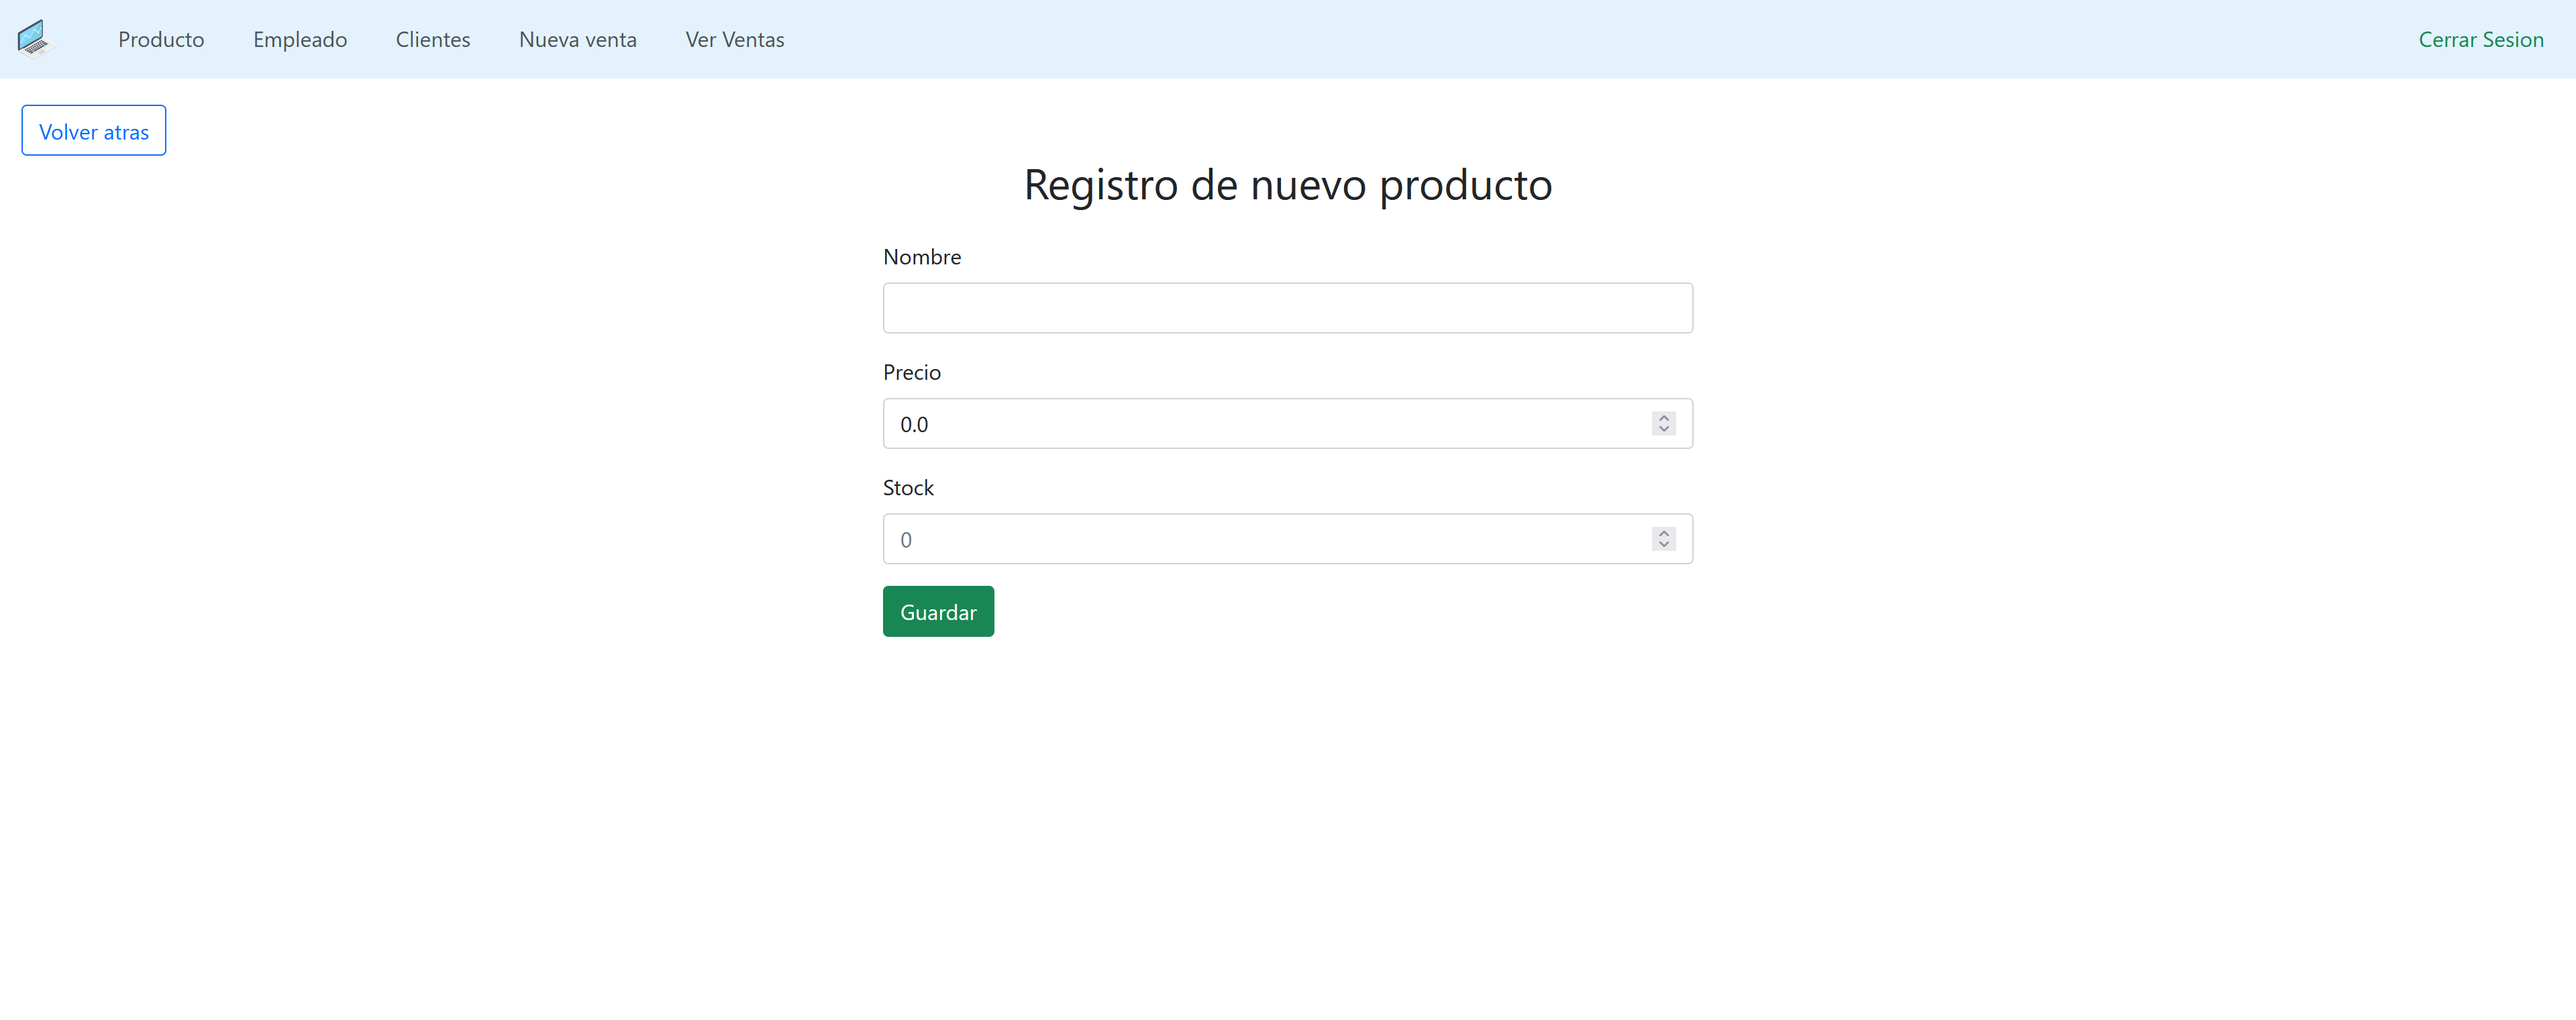 Producto Empleado Clientes Nueva venta Ver Ventas Cerrar Sesion
Volver atras
Registro de nuevo producto
Nombre
Precio
0.0
Stock
0
Guardar